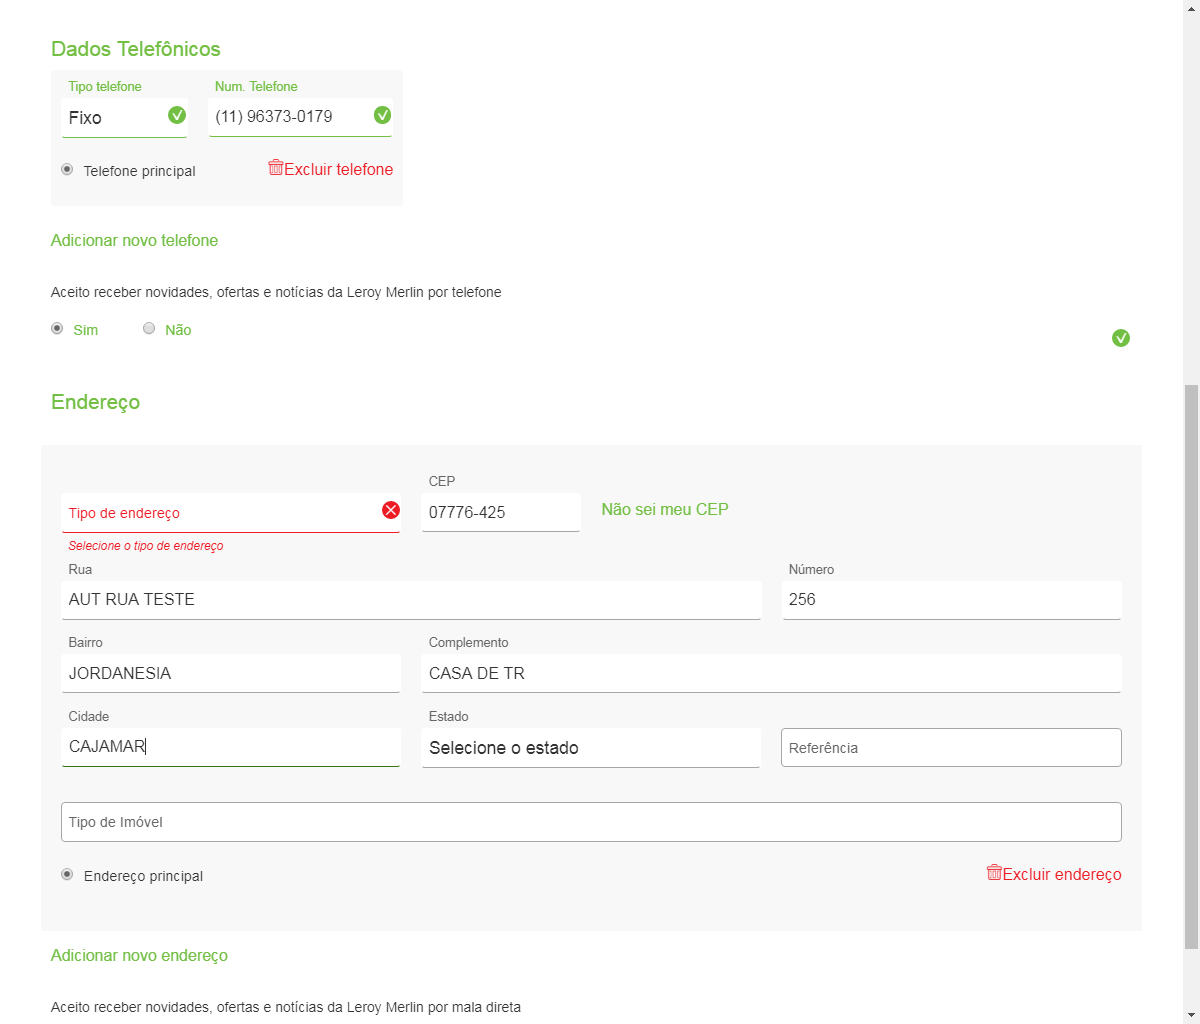 Dados Telefônicos
Tipo telefone
Num. Telefone
Fixo
(11) 96373-0179
Telefone principal
Excluir telefone
Adicionar novo telefone
Aceito receber novidades, ofertas e notícias da Leroy Merlin por telefone
Sim
Não
Endereço
CEP
Tipo de endereço
07776-425
Não sei meu CEP
Selecione o tipo de endereço
Rua
Número
AUT RUA TESTE
256
Bairro
Complemento
JORDANESIA
CASA DE TR
Cidade
Estado
CAJAMAR
Selecione o estado
Referência
Tipo de Imóvel
Endereço principal
Excluir endereço
Adicionar novo endereço
Aceito receber novidades, ofertas e notícias da Leroy Merlin por mala direta